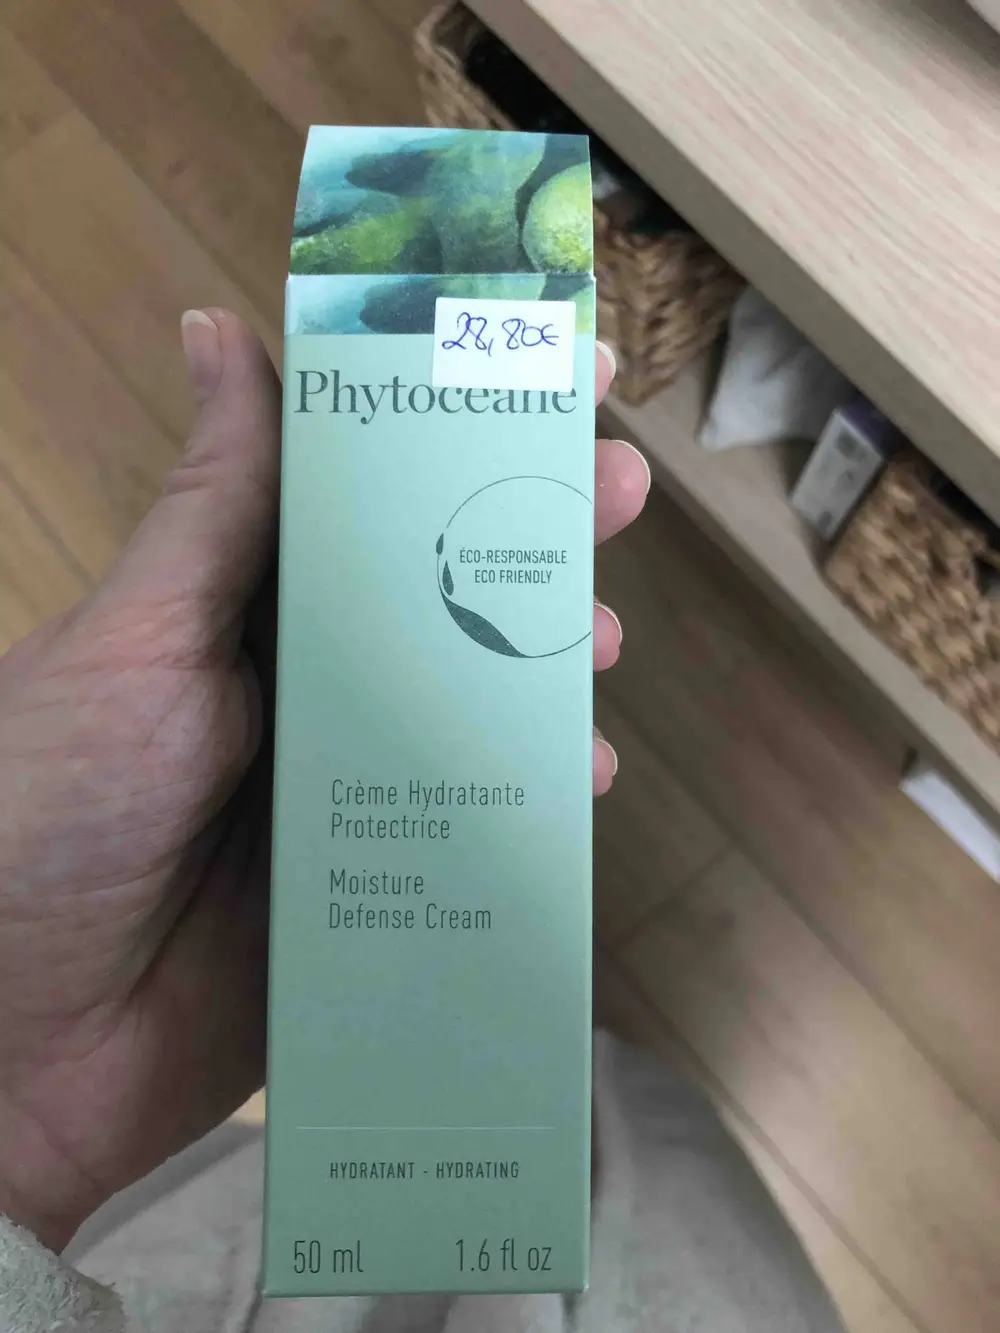 28,80€
Phytoceane
ÉCO-RESPONSABLE
ECO FRIENDLY
Crème Hydratante
Protectrice
Moisture
Defense Cream
HYDRATANT - HYDRATING
50 ml 1.6 fl oz